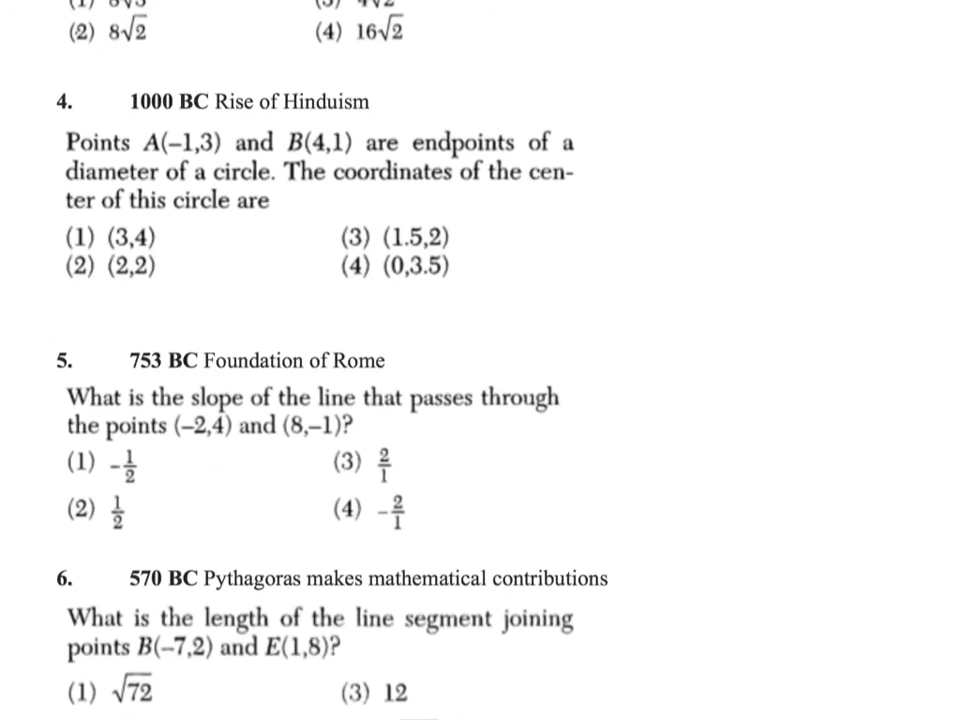 (2) 8√2 (4) 16√2
4. 1000 BC Rise of Hinduism
Points A(–1,3) and B(4,1) are endpoints of a
diameter of a circle. The coordinates of the cen-
ter of this circle are
(1) (3,4) (3) (1.5,2)
(2) (2,2) (4) (0,3.5)
5. 753 BC Foundation of Rome
What is the slope of the line that passes through
the points (–2,4) and (8,–1)?
(1) -1/2 (3) 2/1
(2) 1/2 (4) -2/1
6. 570 BC Pythagoras makes mathematical contributions
What is the length of the line segment joining
points B(–7,2) and E(1,8)?
(1) √72 (3) 12